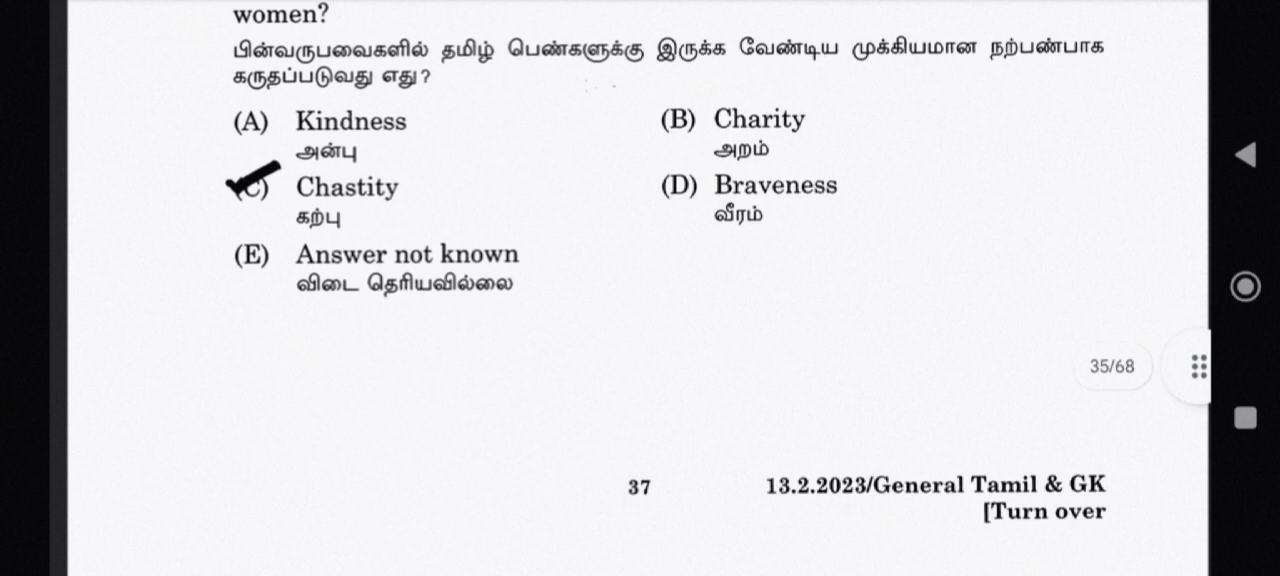 women?
பின்வருபவைகளில் தமிழ் பெண்களுக்கு இருக்க வேண்டிய முக்கியமான நற்பண்பாக
கருதப்படுவது எது?
(A) Kindness
அன்பு
(B) Charity
அறம்
(C) Chastity
கற்பு
(D) Braveness
வீரம்
(E) Answer not known
விடை தெரியவில்லை
35/68
37
13.2.2023/General Tamil & GK
[Turn over